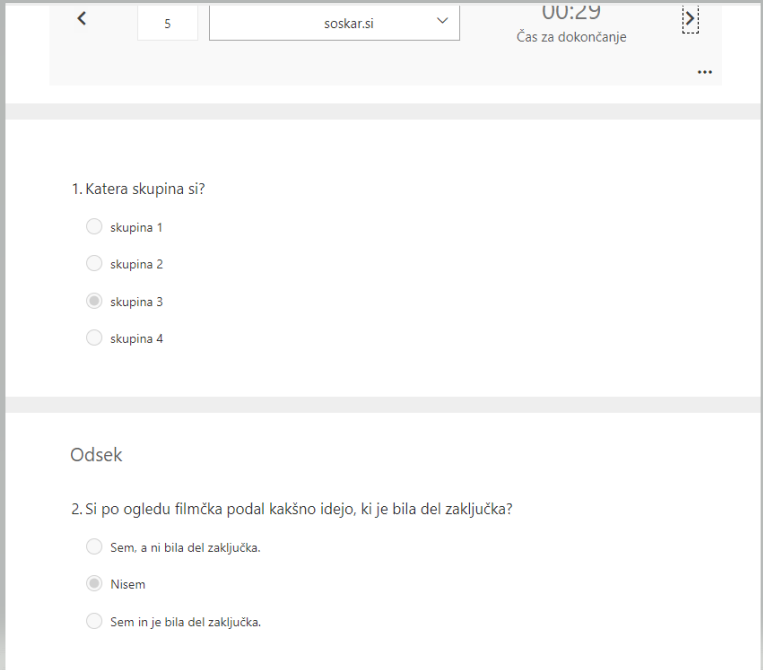 5
soskar.si
00:29
Čas za dokončanje
1. Katera skupina si?
skupina 1
skupina 2
skupina 3
skupina 4
Odsek
2. Si po ogledu filmčka podal kakšno idejo, ki je bila del zaključka?
Sem, a ni bila del zaključka.
Nisem
Sem in je bila del zaključka.